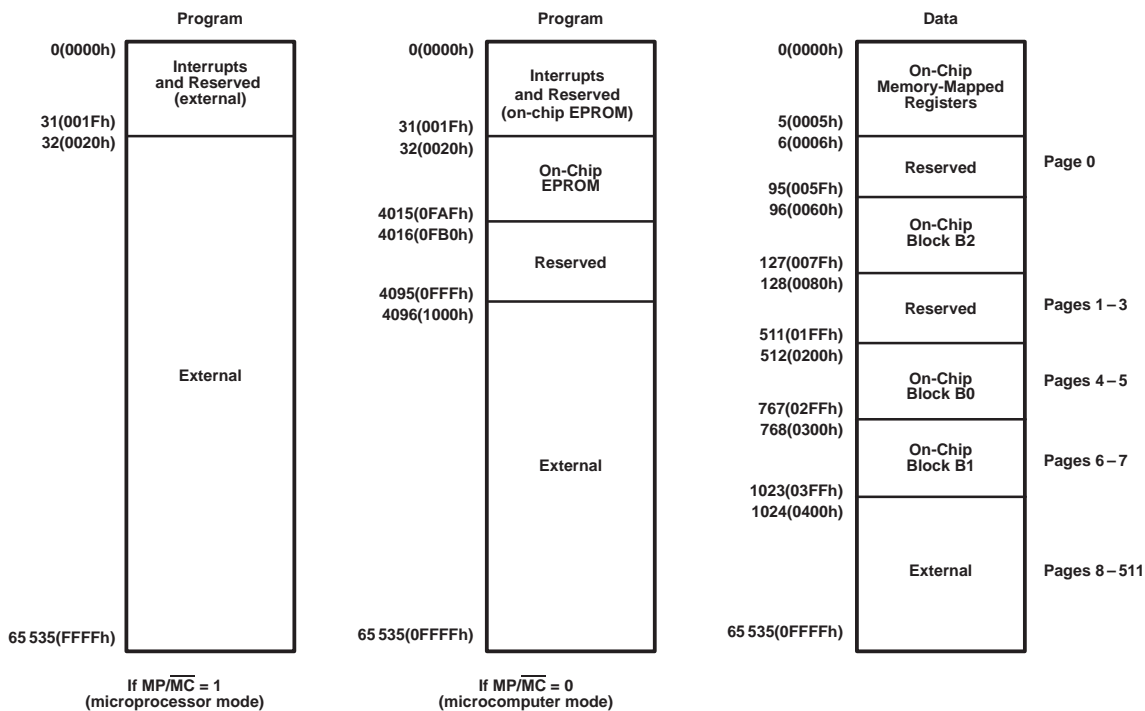 Program
0(0000h)
Interrupts
and Reserved
(external)
31(001Fh)
32(0020h)
External
65 535(FFFFh)
If MP/MC = 1
(microprocessor mode)
Program
0(0000h)
Interrupts
and Reserved
(on-chip EPROM)
31(001Fh)
32(0020h)
On-Chip
EPROM
4015(0FAFh)
4016(0FB0h)
Reserved
4095(0FFFh)
4096(1000h)
External
65 535(0FFFFh)
If MP/MC = 0
(microcomputer mode)
Data
0(0000h)
On-Chip
Memory-Mapped
Registers
5(0005h)
6(0006h)
Reserved
Page 0
95(005Fh)
96(0060h)
On-Chip
Block B2
127(007Fh)
128(0080h)
Reserved
Pages 1 – 3
511(01FFh)
512(0200h)
On-Chip
Block B0
Pages 4 – 5
767(02FFh)
768(0300h)
On-Chip
Block B1
Pages 6 – 7
1023(03FFh)
1024(0400h)
External
Pages 8 – 511
65 535(0FFFFh)